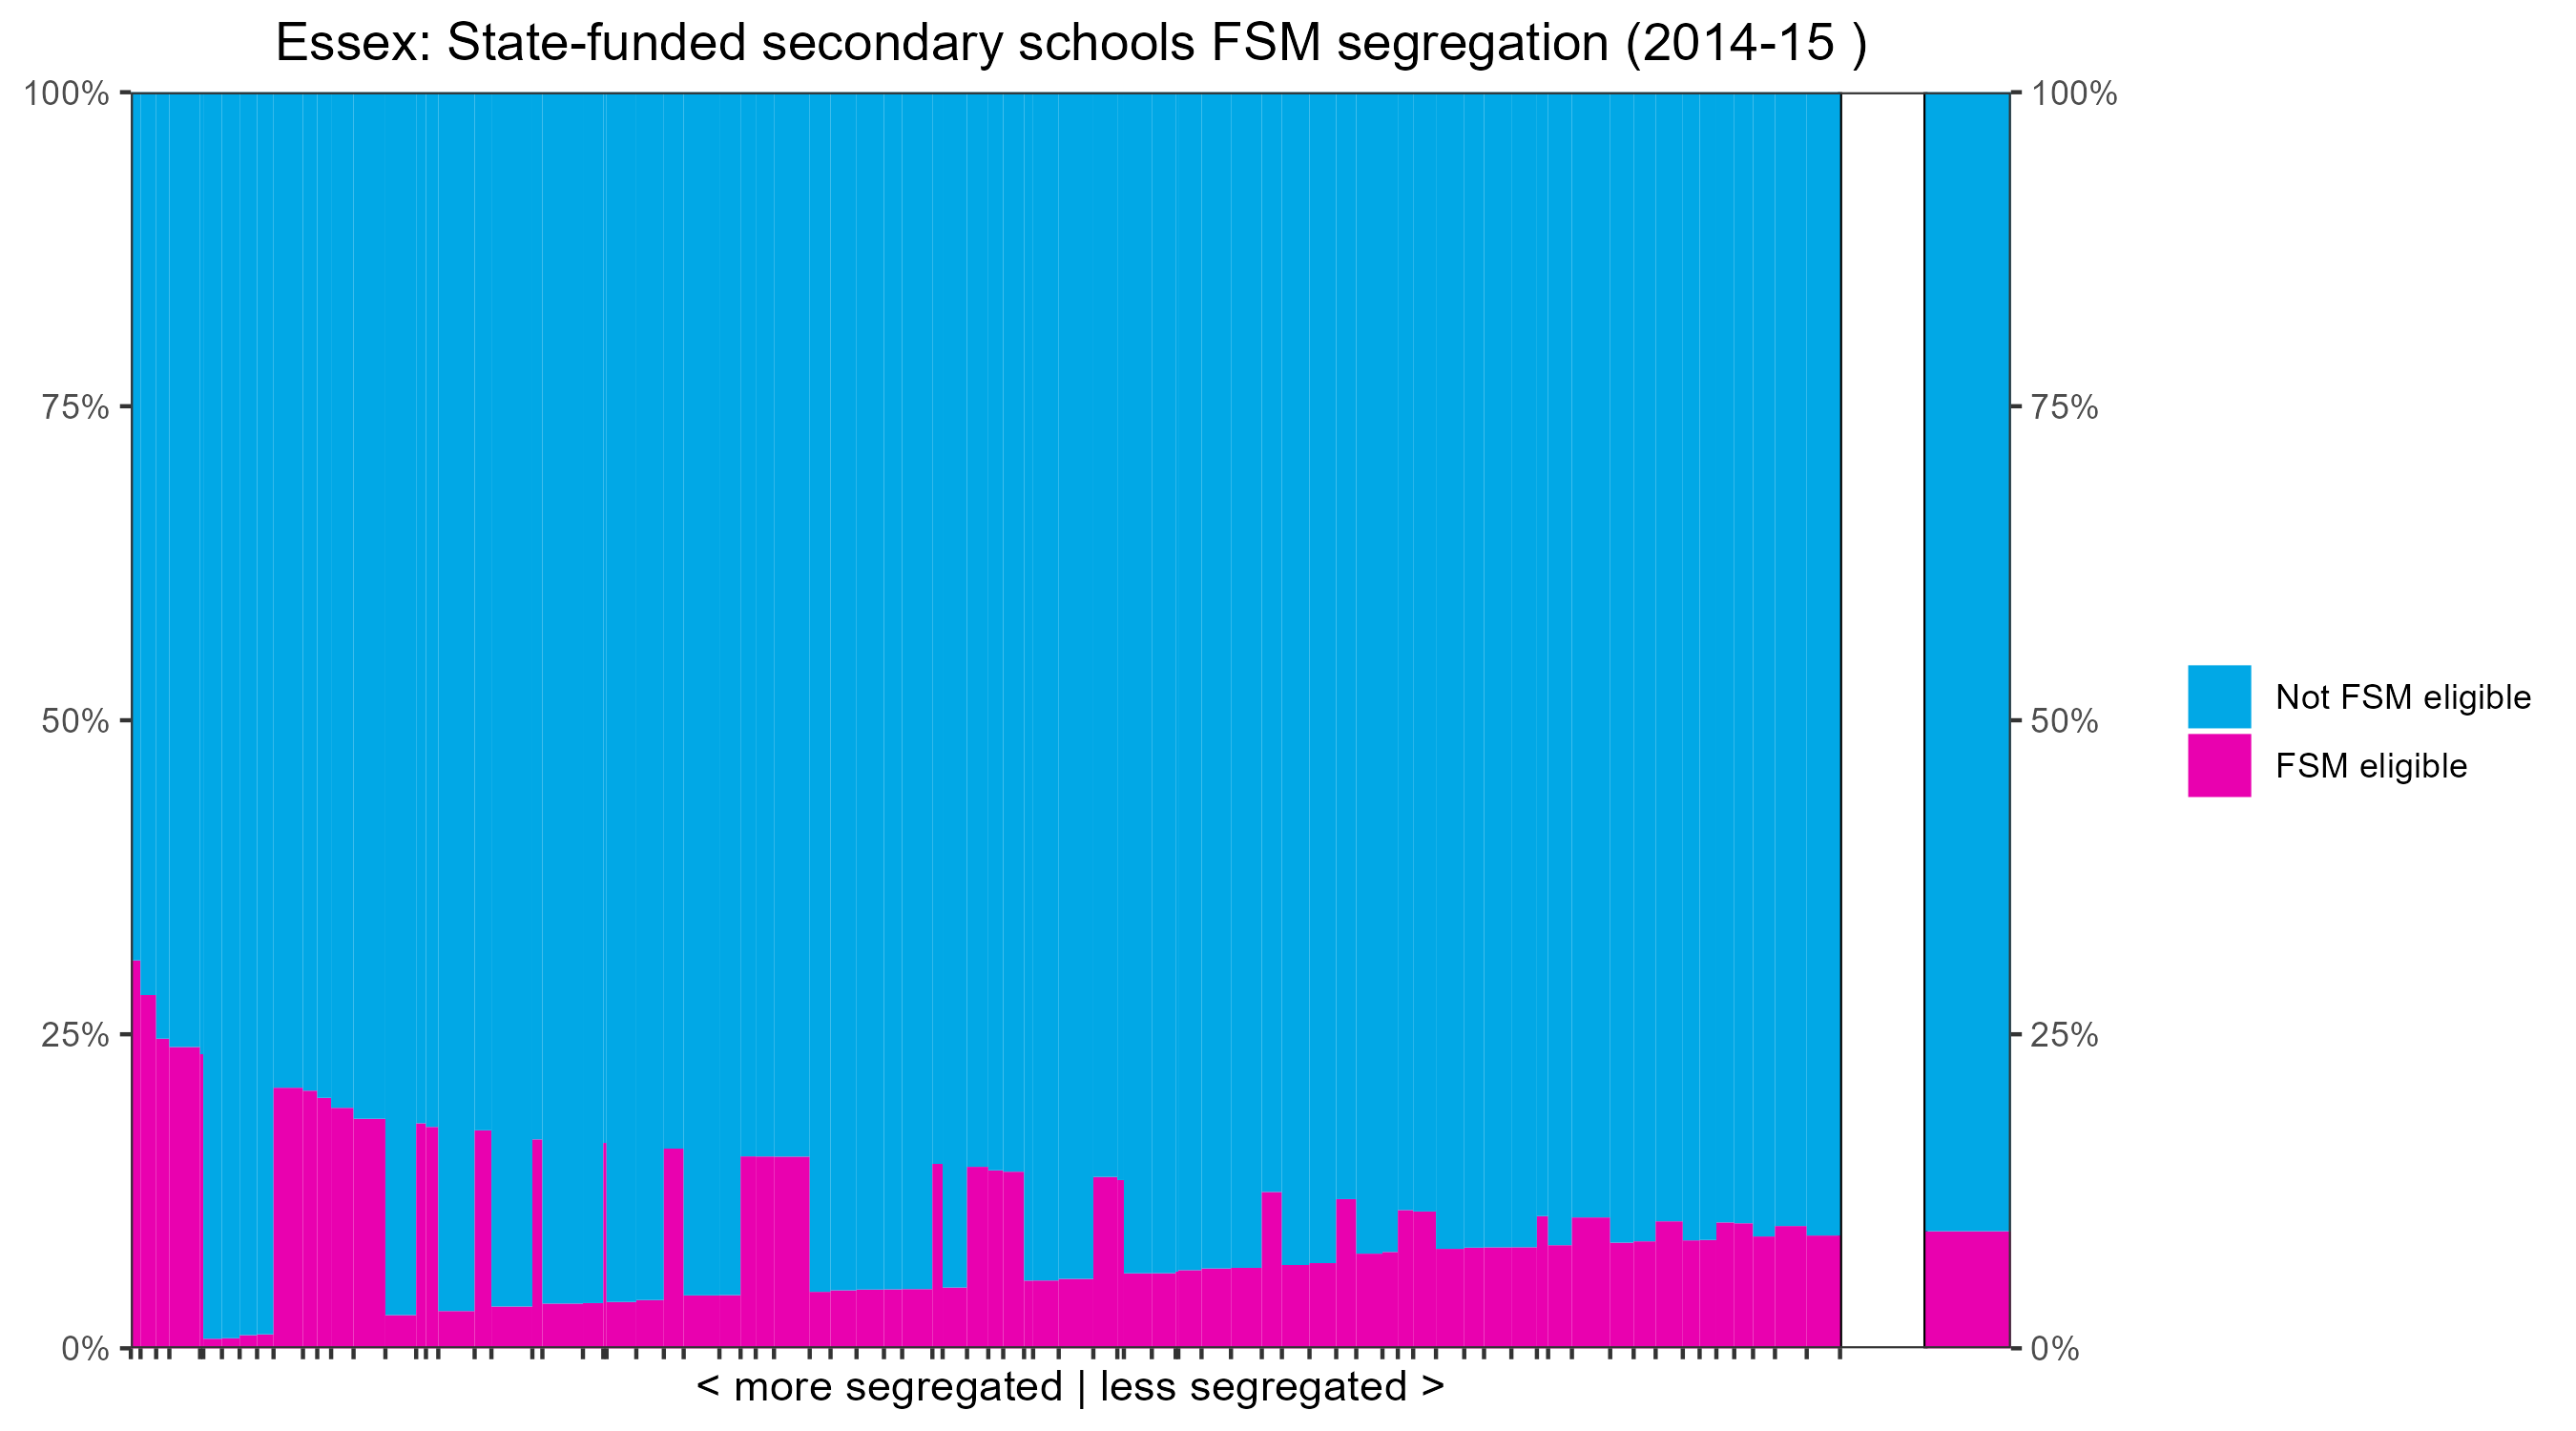 Essex: State-funded secondary schools FSM segregation (2014-15 )
100%
75%
50%
25%
0%
100%
75%
50%
25%
0%
< more segregated | less segregated >
Not FSM eligible
FSM eligible